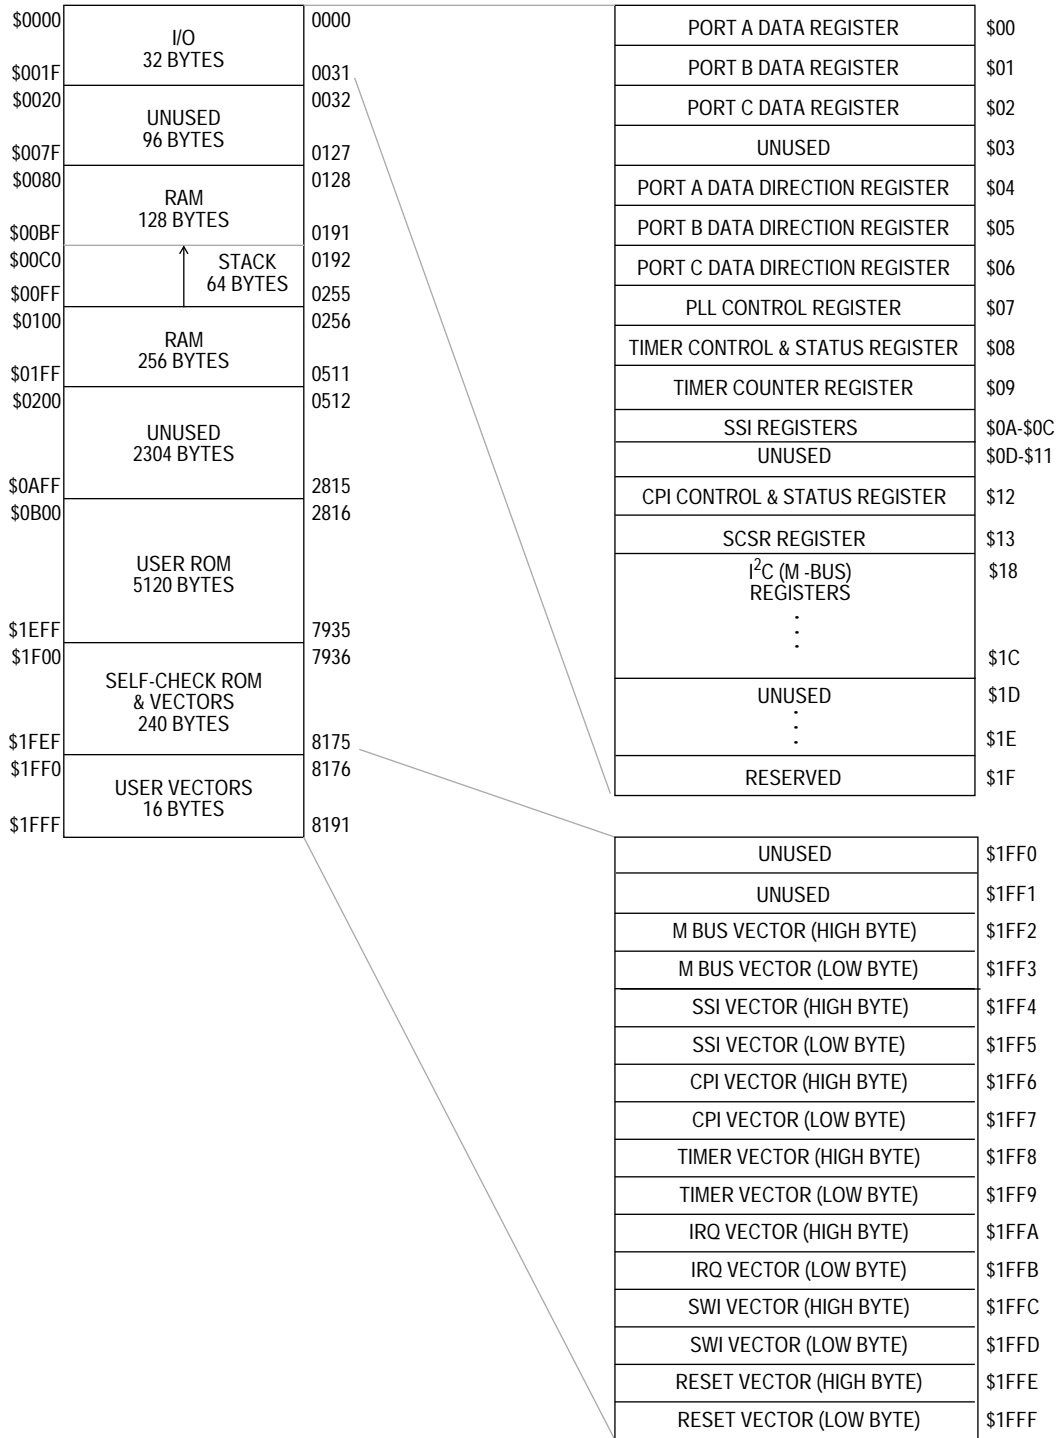 $0000
I/O
32 BYTES
0000
$001F
0031
$0020
UNUSED
96 BYTES
0032
$007F
0127
$0080
RAM
128 BYTES
0128
$00BF
0191
$00C0
STACK
64 BYTES
0192
$00FF
0255
$0100
RAM
256 BYTES
0256
$01FF
0511
$0200
UNUSED
2304 BYTES
0512
$0AFF
2815
$0B00
USER ROM
5120 BYTES
2816
$1EFF
7935
$1F00
SELF-CHECK ROM
& VECTORS
240 BYTES
7936
$1FEF
8175
$1FF0
USER VECTORS
16 BYTES
8176
$1FFF
8191
PORT A DATA REGISTER $00
PORT B DATA REGISTER $01
PORT C DATA REGISTER $02
UNUSED $03
PORT A DATA DIRECTION REGISTER $04
PORT B DATA DIRECTION REGISTER $05
PORT C DATA DIRECTION REGISTER $06
PLL CONTROL REGISTER $07
TIMER CONTROL & STATUS REGISTER $08
TIMER COUNTER REGISTER $09
SSI REGISTERS $0A-$0C
UNUSED $0D-$11
CPI CONTROL & STATUS REGISTER $12
SCSR REGISTER $13
I²C (M -BUS) $18
REGISTERS
$1C
UNUSED $1D
$1E
RESERVED $1F
UNUSED $1FF0
UNUSED $1FF1
M BUS VECTOR (HIGH BYTE) $1FF2
M BUS VECTOR (LOW BYTE) $1FF3
SSI VECTOR (HIGH BYTE) $1FF4
SSI VECTOR (LOW BYTE) $1FF5
CPI VECTOR (HIGH BYTE) $1FF6
CPI VECTOR (LOW BYTE) $1FF7
TIMER VECTOR (HIGH BYTE) $1FF8
TIMER VECTOR (LOW BYTE) $1FF9
IRQ VECTOR (HIGH BYTE) $1FFA
IRQ VECTOR (LOW BYTE) $1FFB
SWI VECTOR (HIGH BYTE) $1FFC
SWI VECTOR (LOW BYTE) $1FFD
RESET VECTOR (HIGH BYTE) $1FFE
RESET VECTOR (LOW BYTE) $1FFF